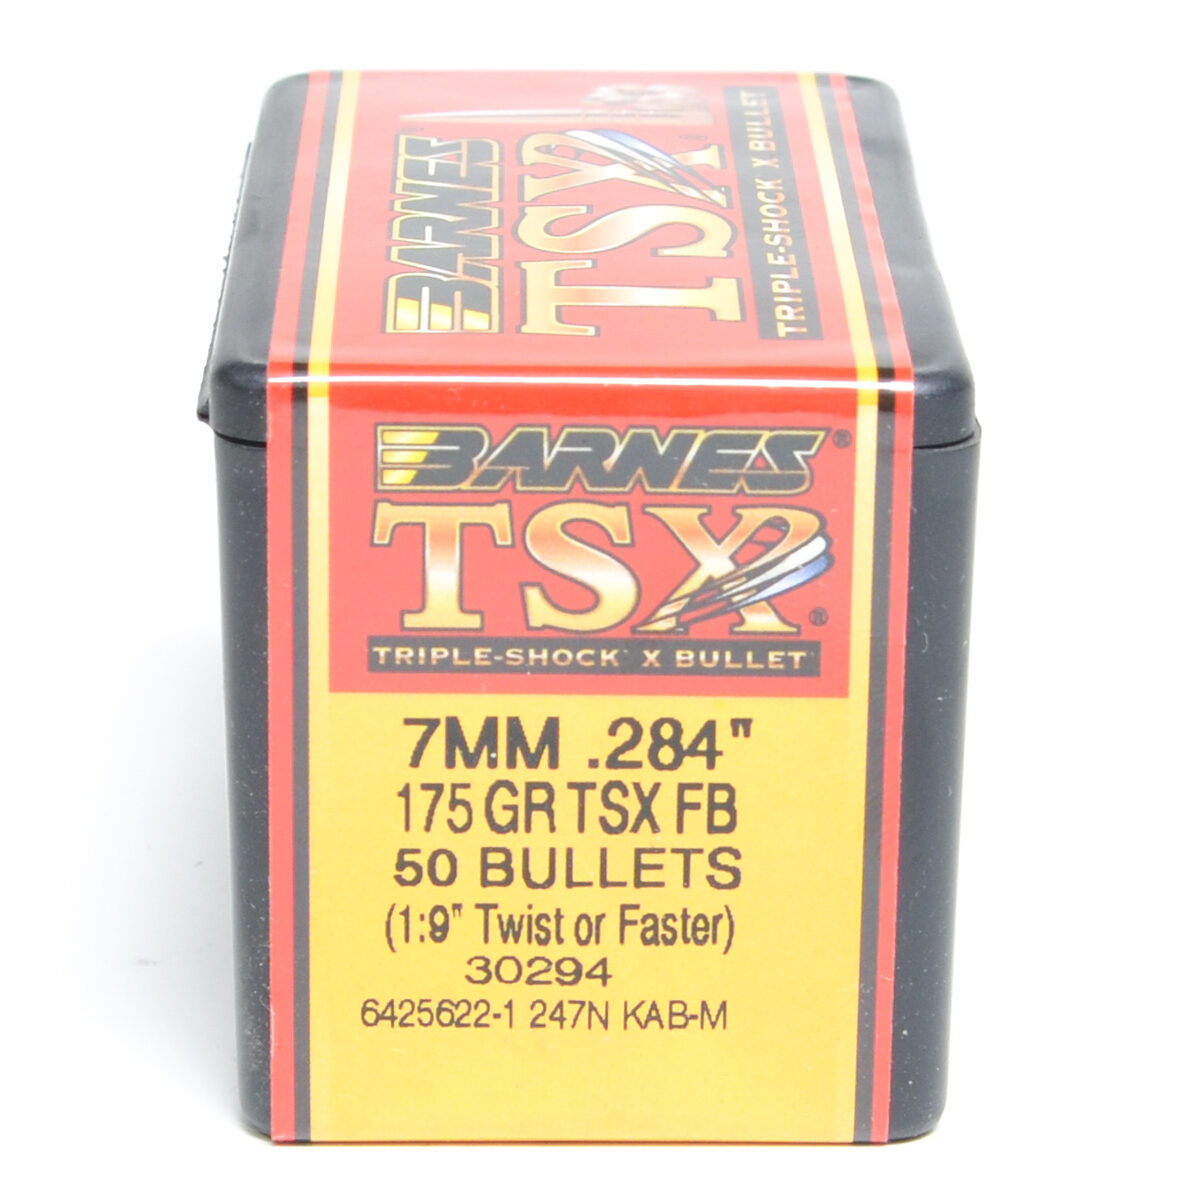 BARNES
TSX®
TRIPLE-SHOCK X BULLET
BARNES®
TSX®
TRIPLE-SHOCK X BULLET
7MM .284"
175 GR TSX FB
50 BULLETS
(1:9" Twist or Faster)
30294
6425622-1 247N KAB-M